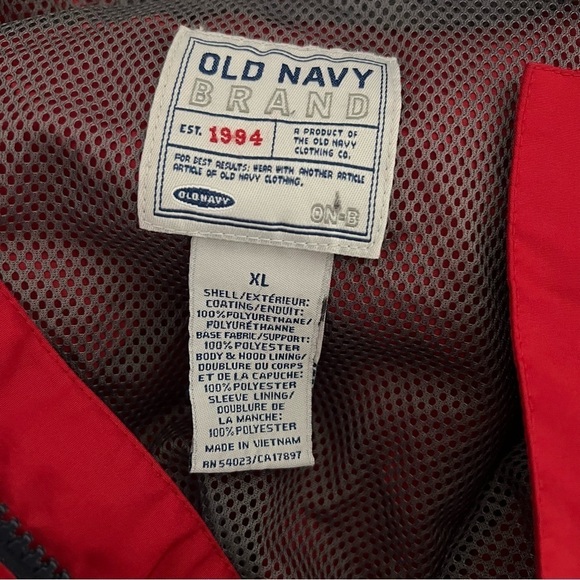 OLD NAVY
BRAND
EST. 1994
A PRODUCT OF
THE OLD NAVY
CLOTHING CO.
FOR BEST RESULTS: WEAR WITH ANOTHER ARTICLE
ARTICLE OF OLD NAVY CLOTHING.
OLD NAVY
ON-B
XL
SHELL/EXTÉRIEUR:
COATING/ENDUIT:
100% POLYURETHANE/
POLYURÉTHANNE
BASE FABRIC/SUPPORT:
100% POLYESTER
BODY & HOOD LINING/
DOUBLURE DU CORPS
ET DE LA CAPUCHE:
100% POLYESTER
SLEEVE LINING/
DOUBLURE DE
LA MANCHE:
100% POLYESTER
MADE IN VIETNAM
RN 54023/CA17897